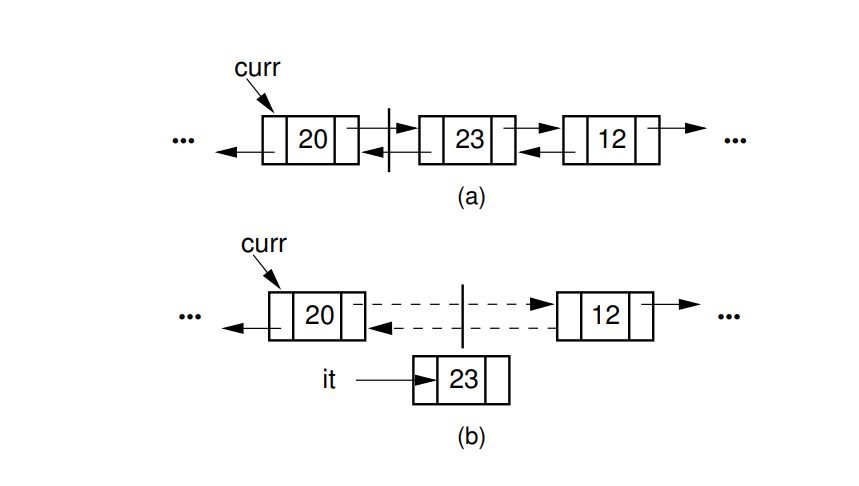 curr
... 20 23 12 ...
(a)
curr
... 20 12 ...
it 23
(b)